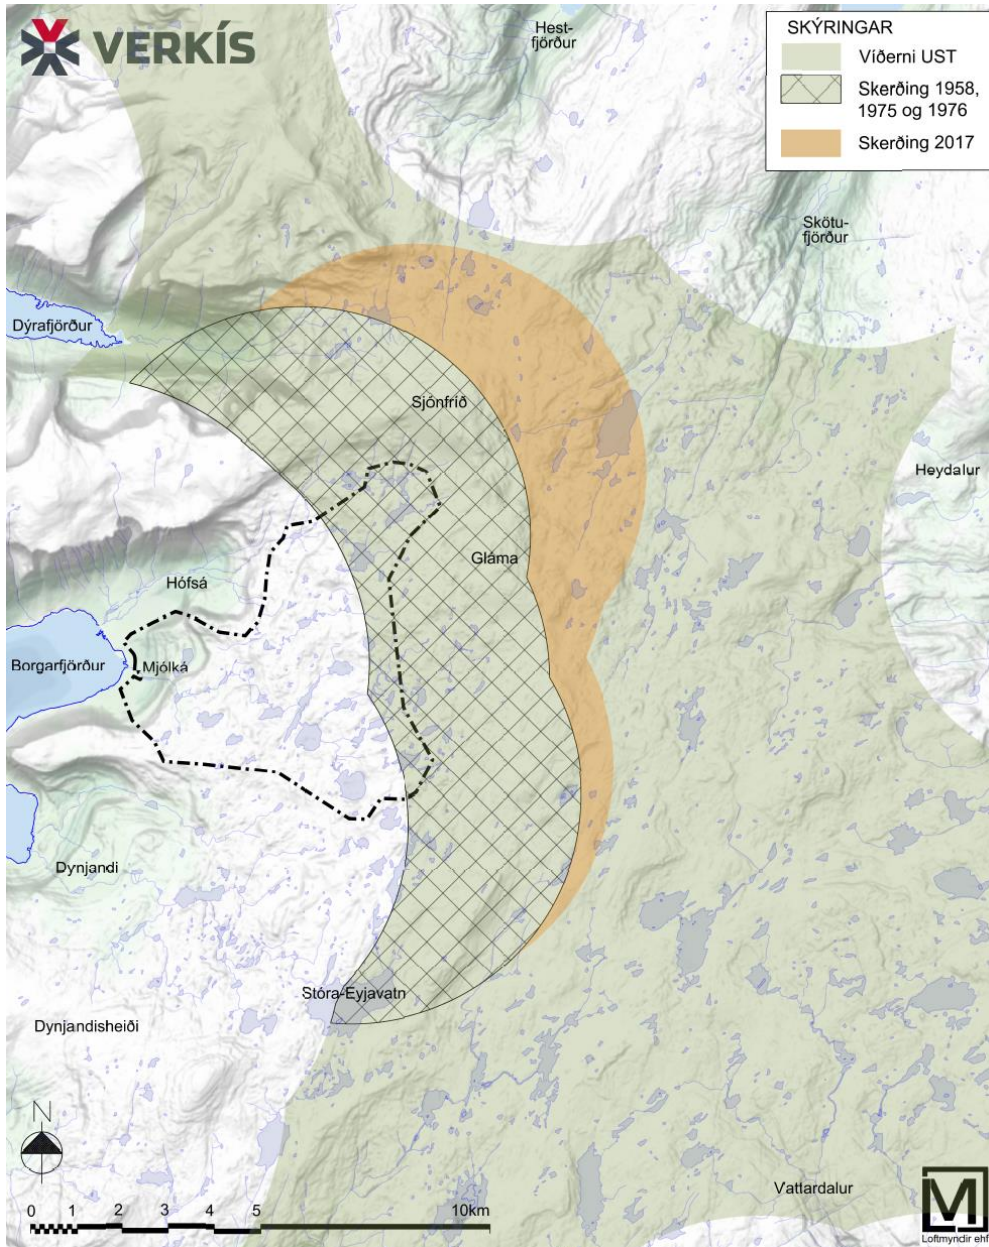 VERKÍS
Hest-
fjörður
SKÝRINGAR
Víðerni UST
Skerðing 1958,
1975 og 1976
Skerðing 2017
Skötu-
fjörður
Dýrafjörður
Sjónfríð
Heydalur
Gláma
Hófsá
Borgarfjörður
Mjólká
Dynjandi
Stóra-Eyjavatn
Dynjandisheiði
N
Vattardalur
0 1 2 3 4 5 10km
M
Loftmyndir ehf